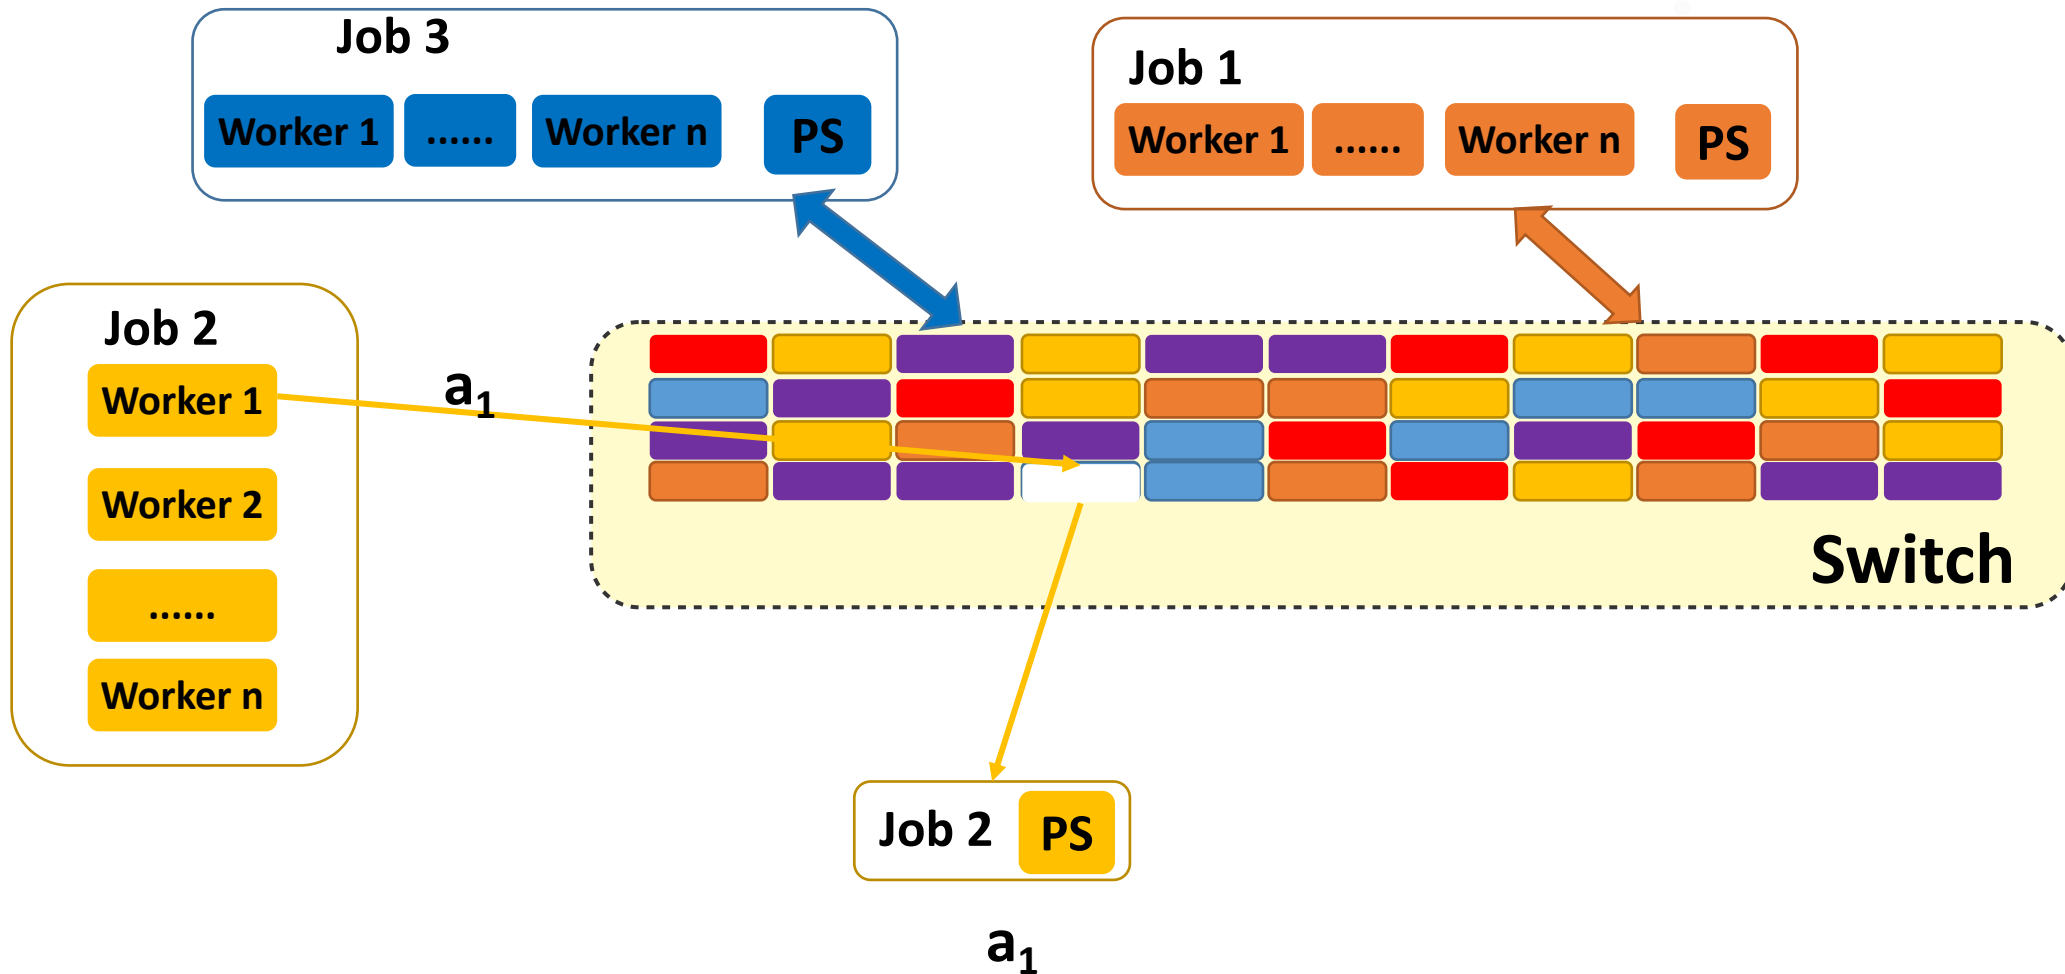 Job 3
Worker 1 ...... Worker n PS
Job 1
Worker 1 ...... Worker n PS
Job 2
Worker 1
Worker 2
......
Worker n
a₁
Switch
Job 2 PS
a₁